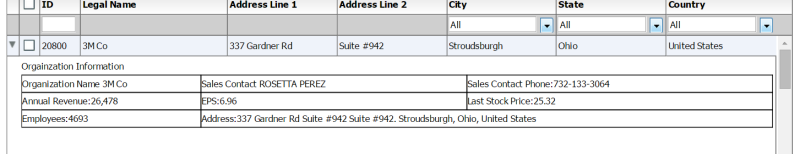 ID Legal Name Address Line 1 Address Line 2 City State Country
All All All
20800 3M Co 337 Gardner Rd Suite #942 Stroudsburgh Ohio United States
Orgainzation Information
Organization Name 3M Co Sales Contact ROSETTA PEREZ Sales Contact Phone:732-133-3064
Annual Revenue:26,478 EPS:6.96 Last Stock Price:25.32
Employees:4693 Address:337 Gardner Rd Suite #942 Suite #942. Stroudsburgh, Ohio, United States